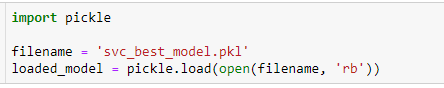 import pickle
filename = 'svc_best_model.pkl'
loaded_model = pickle.load(open(filename, 'rb'))